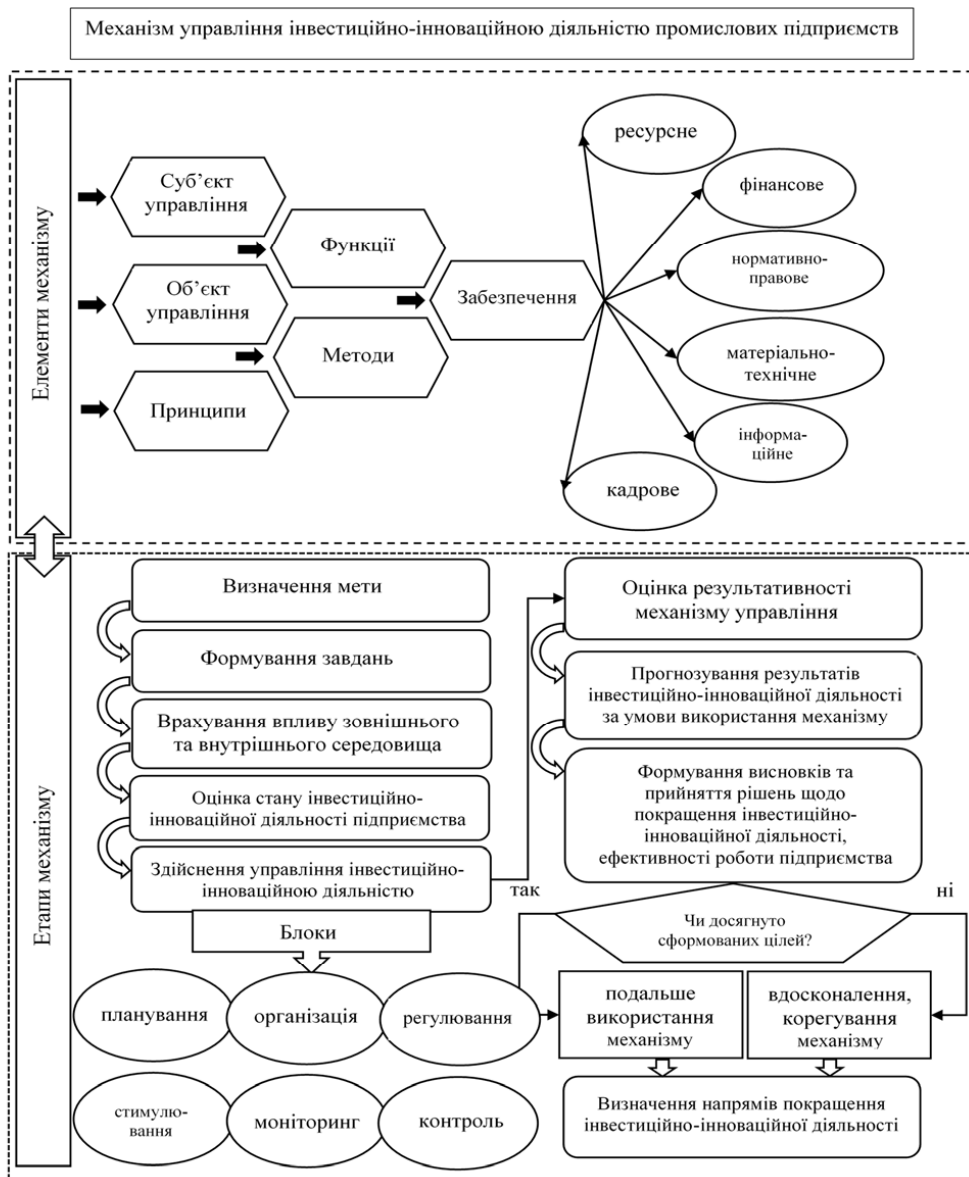 Механізм управління інвестиційно-інноваційною діяльністю промислових підприємств
Елементи механізму
Суб’єкт
управління
Об’єкт
управління
Принципи
Функції
Методи
Забезпечення
ресурсне
фінансове
нормативно-
правове
матеріально-
технічне
інформа-
ційне
кадрове
Етапи механізму
Визначення мети
Формування завдань
Врахування впливу зовнішнього
та внутрішнього середовища
Оцінка стану інвестиційно-
інноваційної діяльності підприємства
Здійснення управління інвестиційно-
інноваційною діяльністю
Блоки
планування
організація
регулювання
стимулю-
вання
моніторинг
контроль
Оцінка результативності
механізму управління
Прогнозування результатів
інвестиційно-інноваційної діяльності
за умови використання механізму
Формування висновків та
прийняття рішень щодо
покращення інвестиційно-
інноваційної діяльності,
ефективності роботи підприємства
так
ні
Чи досягнуто
сформованих цілей?
подальше
використання
механізму
вдосконалення,
корегування
механізму
Визначення напрямів покращення
інвестиційно-інноваційної діяльності